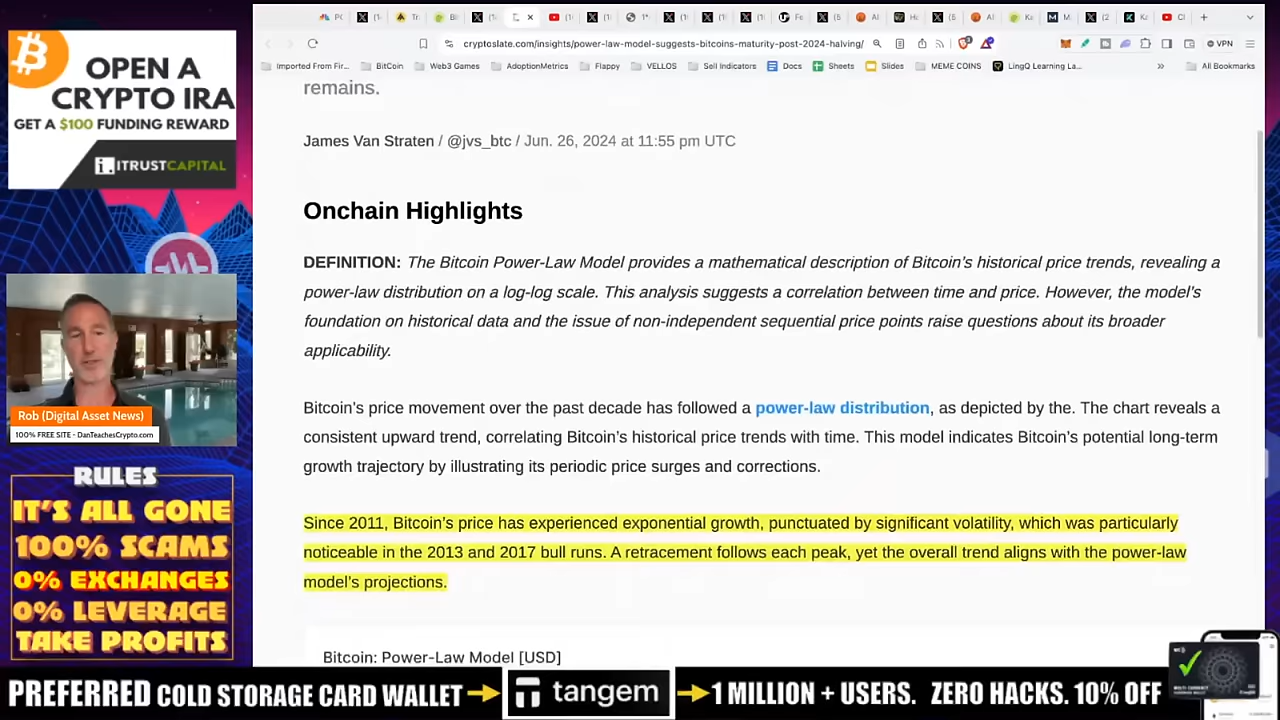 OPEN A
CRYPTO IRA
GET A $100 FUNDING REWARD
i. ITRUSTCAPITAL
Rob (Digital Asset News)
100% FREE SITE - DanTeachesCrypto.com
RULES
IT'S ALL GONE
100% SCAMS
0% EXCHANGES
0% LEVERAGE
TAKE PROFITS
cryptoslate.com/insights/power-law-model-suggests-bitcoins-maturity-post-2024-halving/
VPN
Imported From Fir... BitCoin Web3 Games AdoptionMetrics Flappy VELLOS Sell Indicators Docs Sheets Slides MEME COINS LingQ Learning La... All Bookmarks
remains.
James Van Straten / @jvs_btc / Jun. 26, 2024 at 11:55 pm UTC
Onchain Highlights
DEFINITION: The Bitcoin Power-Law Model provides a mathematical description of Bitcoin's historical price trends, revealing a
power-law distribution on a log-log scale. This analysis suggests a correlation between time and price. However, the model's
foundation on historical data and the issue of non-independent sequential price points raise questions about its broader
applicability.
Bitcoin's price movement over the past decade has followed a power-law distribution, as depicted by the. The chart reveals a
consistent upward trend, correlating Bitcoin's historical price trends with time. This model indicates Bitcoin's potential long-term
growth trajectory by illustrating its periodic price surges and corrections.
Since 2011, Bitcoin's price has experienced exponential growth, punctuated by significant volatility, which was particularly
noticeable in the 2013 and 2017 bull runs. A retracement follows each peak, yet the overall trend aligns with the power-law
model's projections.
Bitcoin: Power-Law Model [USD]
PREFERRED COLD STORAGE CARD WALLET tangem 1 MILLION + USERS. ZERO HACKS. 10% OFF